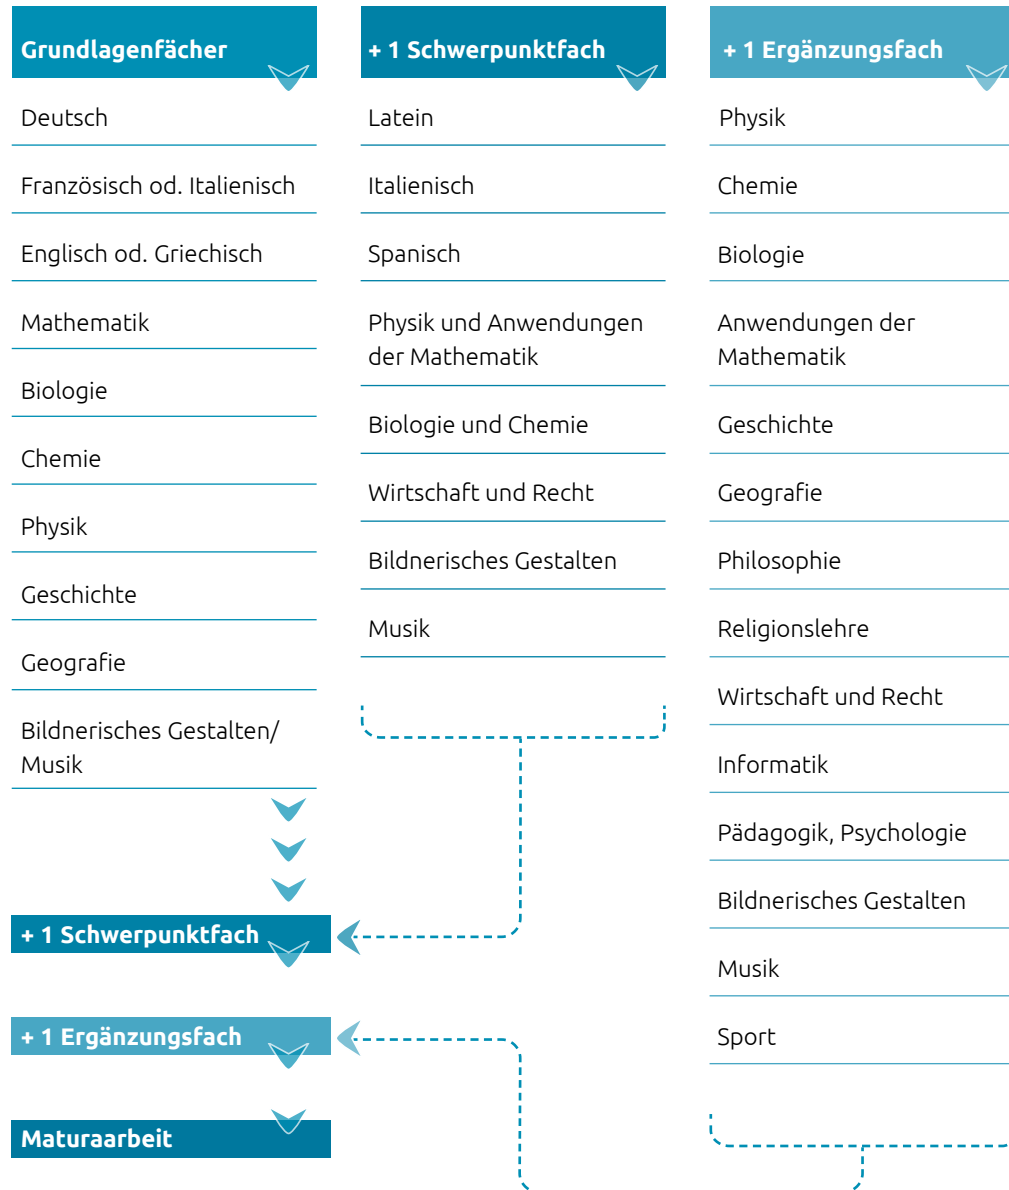 Grundlagenfächer
Deutsch
Französisch od. Italienisch
Englisch od. Griechisch
Mathematik
Biologie
Chemie
Physik
Geschichte
Geografie
Bildnerisches Gestalten/
Musik
+ 1 Schwerpunktfach
+ 1 Ergänzungsfach
Maturaarbeit
+ 1 Schwerpunktfach
Latein
Italienisch
Spanisch
Physik und Anwendungen
der Mathematik
Biologie und Chemie
Wirtschaft und Recht
Bildnerisches Gestalten
Musik
+ 1 Ergänzungsfach
Physik
Chemie
Biologie
Anwendungen der
Mathematik
Geschichte
Geografie
Philosophie
Religionslehre
Wirtschaft und Recht
Informatik
Pädagogik, Psychologie
Bildnerisches Gestalten
Musik
Sport